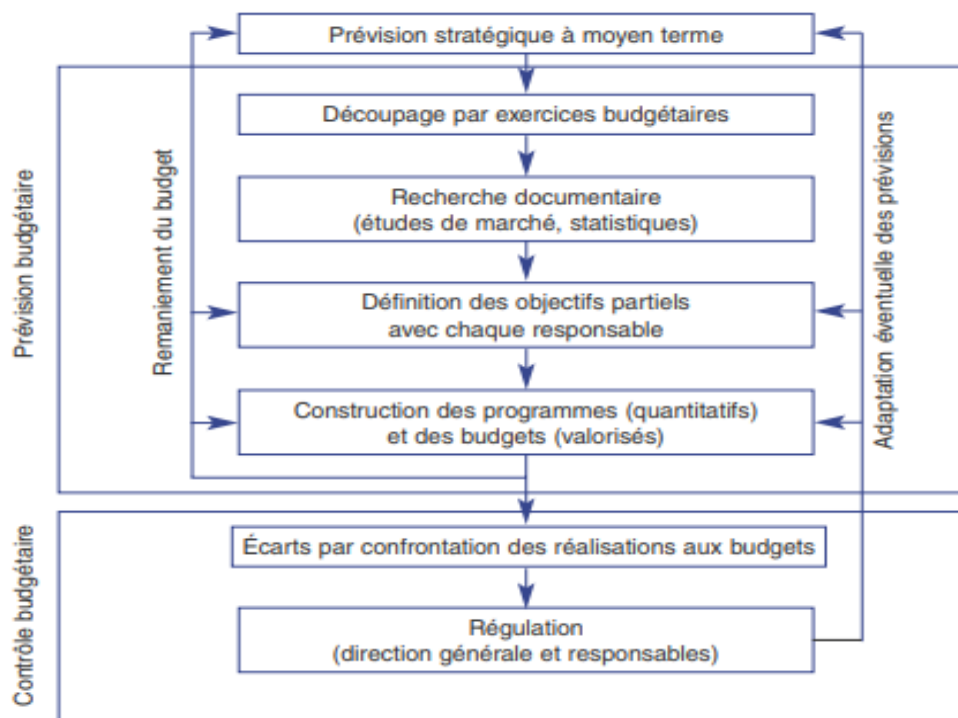 Prévision stratégique à moyen terme
Découpage par exercices budgétaires
Recherche documentaire
(études de marché, statistiques)
Définition des objectifs partiels
avec chaque responsable
Construction des programmes (quantitatifs)
et des budgets (valorisés)
Écarts par confrontation des réalisations aux budgets
Régulation
(direction générale et responsables)
Prévision budgétaire
Remaniement du budget
Adaptation éventuelle des prévisions
Contrôle budgétaire